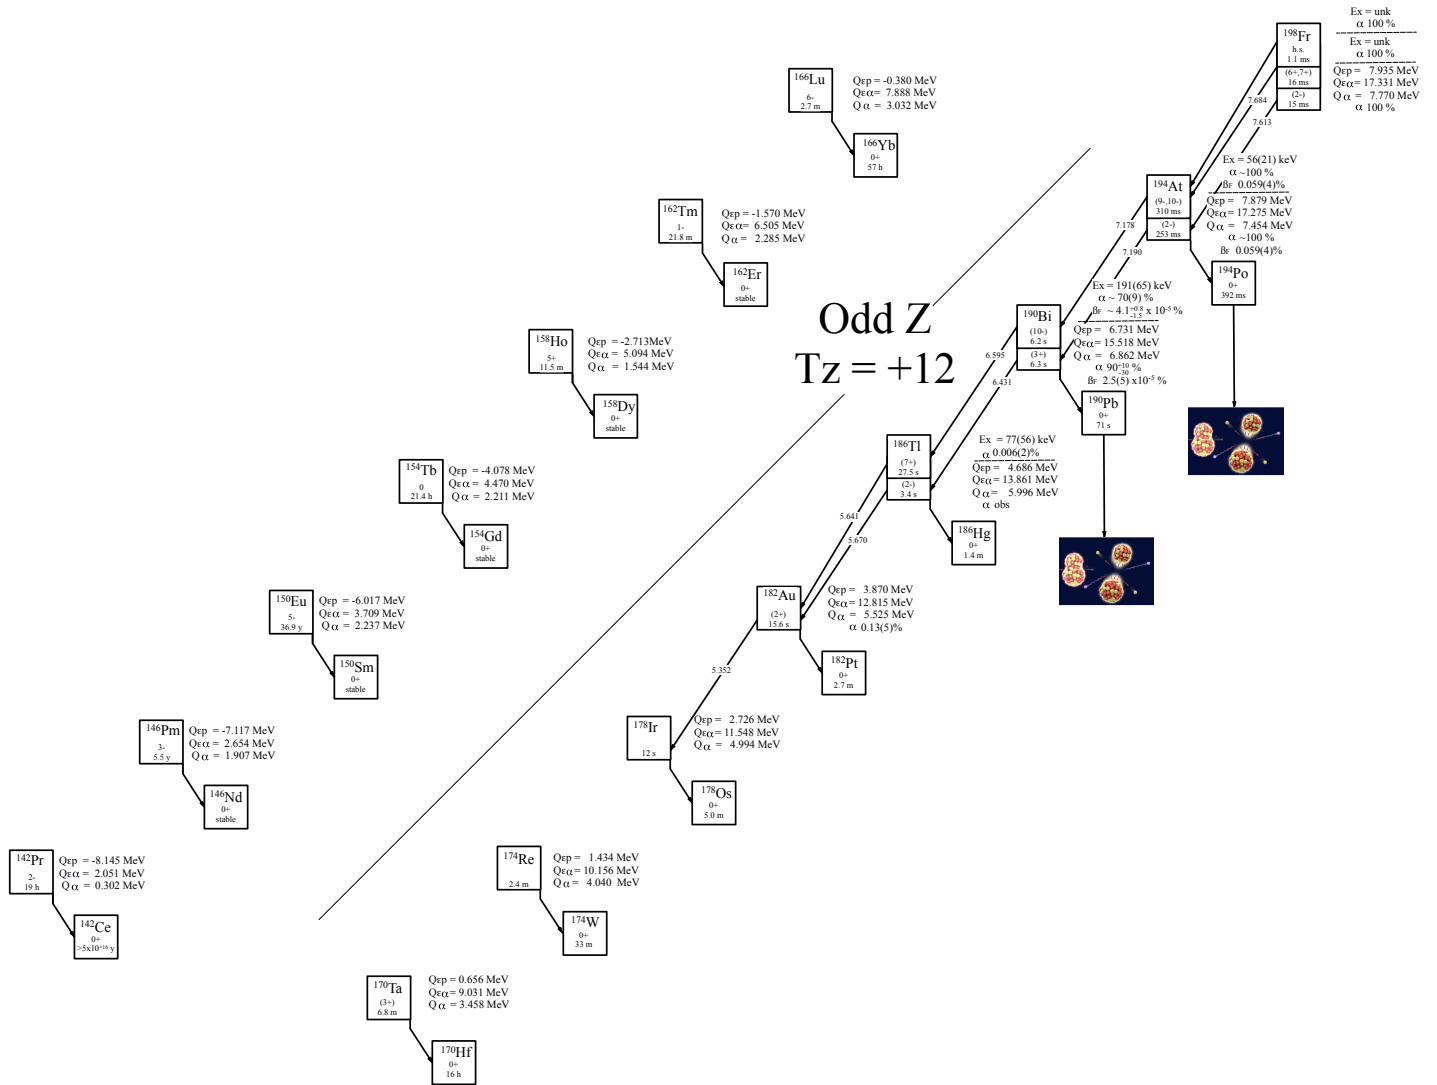 Ex = unk
α 100 %
Ex = unk
α 100 %
¹⁹⁸Fr
h.s.
1.1 ms
(6+,7+)
16 ms
(2-)
15 ms
Qεp = 7.935 MeV
Qεα= 17.331 MeV
Q α = 7.770 MeV
α 100 %
7.684
7.613
¹⁶⁶Lu
6-
2.7 m
Qεp = -0.380 MeV
Qεα= 7.888 MeV
Q α = 3.032 MeV
¹⁶⁶Yb
0+
57 h
Ex = 56(21) keV
α ~100 %
βF 0.059(4)%
¹⁹⁴At
(9-,10-)
310 ms
(2-)
253 ms
Qεp = 7.879 MeV
Qεα= 17.275 MeV
Q α = 7.454 MeV
α ~100 %
βF 0.059(4)%
7.178
7.190
¹⁹⁴Po
0+
392 ms
¹⁶²Tm
1-
21.8 m
Qεp = -1.570 MeV
Qεα= 6.505 MeV
Q α = 2.285 MeV
¹⁶²Er
0+
stable
Odd Z
Tz = +12
Ex = 191(65) keV
α ~ 70(9) %
βF ~ 4.1⁺⁰·⁸₋₁.₅ x 10⁻⁵ %
¹⁹⁰Bi
(10-)
6.2 s
(3+)
6.3 s
Qεp = 6.731 MeV
Qεα= 15.518 MeV
Q α = 6.862 MeV
α 90⁺¹⁰₋₃₀ %
βF 2.5(5) x10⁻⁵ %
6.595
6.431
¹⁹⁰Pb
0+
71 s
¹⁵⁸Ho
5+
11.5 m
Qεp = -2.713MeV
Qεα = 5.094 MeV
Q α = 1.544 MeV
¹⁵⁸Dy
0+
stable
¹⁸⁶Tl
(7+)
27.5 s
(2-)
3.4 s
Ex = 77(56) keV
α 0.006(2)%
Qεp = 4.686 MeV
Qεα= 13.861 MeV
Q α= 5.996 MeV
α obs
5.641
5.670
¹⁸⁶Hg
0+
1.4 m
¹⁵⁴Tb
0
21.4 h
Qεp = -4.078 MeV
Qεα = 4.470 MeV
Q α = 2.211 MeV
¹⁵⁴Gd
0+
stable
¹⁸²Au
(2+)
15.6 s
Qεp = 3.870 MeV
Qεα = 12.815 MeV
Q α = 5.525 MeV
α 0.13(5)%
5.352
¹⁸²Pt
0+
2.7 m
¹⁵⁰Eu
5-
36.9 y
Qεp = -6.017 MeV
Qεα = 3.709 MeV
Q α = 2.237 MeV
¹⁵⁰Sm
0+
stable
¹⁷⁸Ir
12 s
Qεp = 2.726 MeV
Qεα= 11.548 MeV
Q α = 4.994 MeV
¹⁷⁸Os
0+
5.0 m
¹⁴⁶Pm
3-
5.5 y
Qεp = -7.117 MeV
Qεα = 2.654 MeV
Q α = 1.907 MeV
¹⁴⁶Nd
0+
stable
¹⁴²Pr
2-
19 h
Qεp = -8.145 MeV
Qεα = 2.051 MeV
Q α = 0.302 MeV
¹⁴²Ce
0+
>5x10⁺¹⁶ y
¹⁷⁴Re
2.4 m
Qεp = 1.434 MeV
Qεα= 10.156 MeV
Q α = 4.040 MeV
¹⁷⁴W
0+
33 m
¹⁷⁰Ta
(3+)
6.8 m
Qεp = 0.656 MeV
Qεα= 9.031 MeV
Q α = 3.458 MeV
¹⁷⁰Hf
0+
16 h